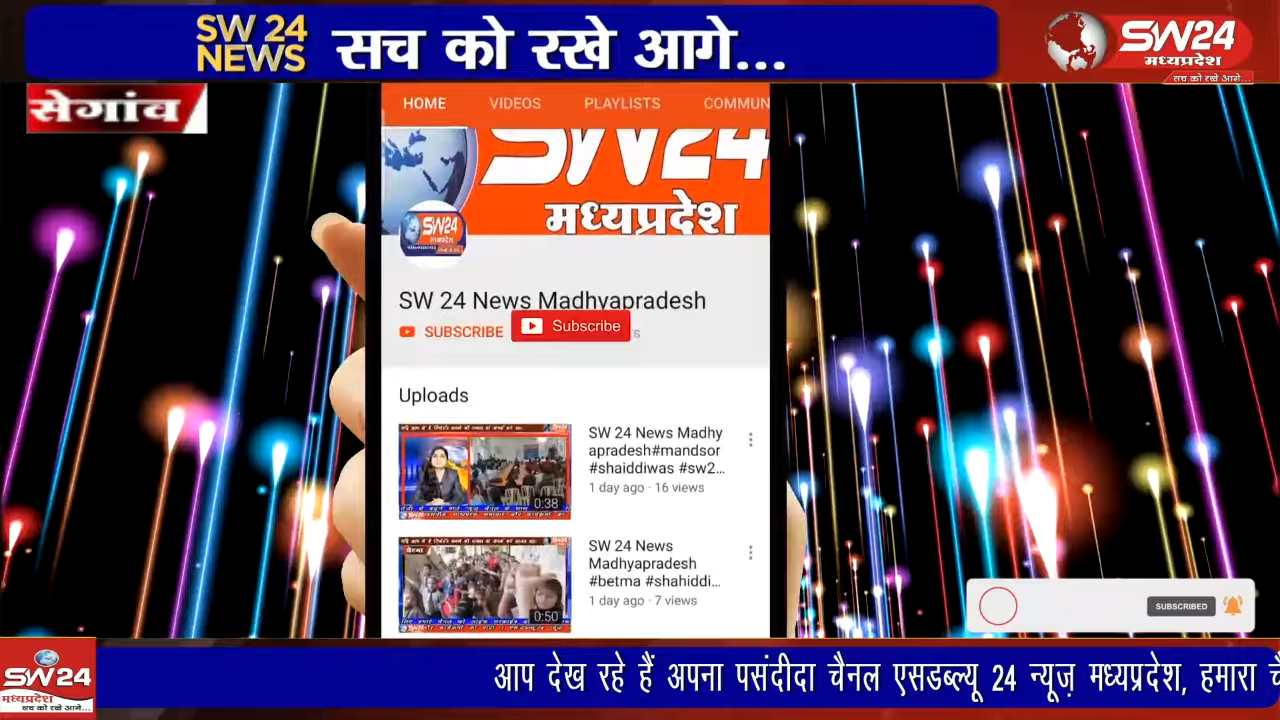 SW 24
NEWS
सच को रखे आगे...
SW24
मध्यप्रदेश
सच को रखे आगे...
सेगांव
HOME VIDEOS PLAYLISTS COMMUN
SW24
मध्यप्रदेश
SW24
SW 24 News Madhyapradesh
SUBSCRIBE
Subscribe
Uploads
SW 24 News Madhy
apradesh#mandsor
#shaiddiwas #sw2...
1 day ago · 16 views
0:38
SW 24 News
Madhyapradesh
#betma #shahiddi...
1 day ago · 7 views
बेटमा
0:50
SUBSCRIBED
SW24
मध्यप्रदेश
सच को रखे आगे...
आप देख रहे हैं अपना पसंदीदा चैनल एसडब्ल्यू 24 न्यूज़ मध्यप्रदेश, हमारा